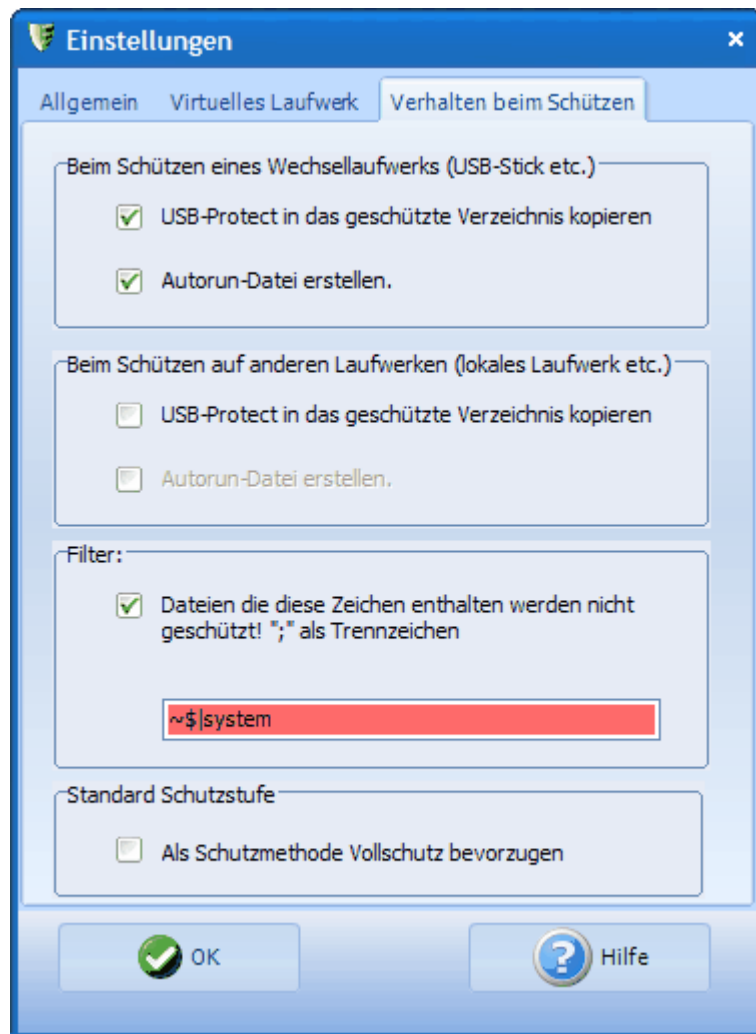 Einstellungen
Allgemein Virtuelles Laufwerk Verhalten beim Schützen
Beim Schützen eines Wechsellaufwerks (USB-Stick etc.)
USB-Protect in das geschützte Verzeichnis kopieren
Autorun-Datei erstellen.
Beim Schützen auf anderen Laufwerken (lokales Laufwerk etc.)
USB-Protect in das geschützte Verzeichnis kopieren
Autorun-Datei erstellen.
Filter:
Dateien die diese Zeichen enthalten werden nicht
geschützt! ";" als Trennzeichen
~$|system
Standard Schutzstufe
Als Schutzmethode Vollschutz bevorzugen
OK Hilfe